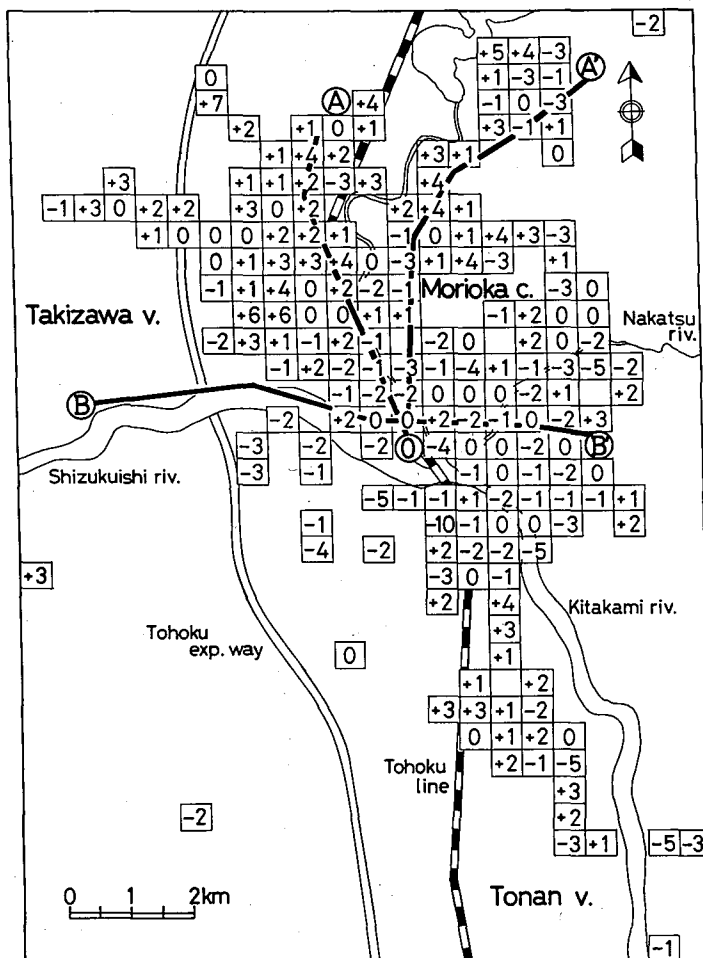 -2
+5 +4 -3
0 +1 -3 -1 A'
+7 A +4 -1 0 -3
+2 +1 0 +1 +3 -1 +1
+1 +4 +2 +3 +1 0
+3 +1 +1 +2 -3 +3 +4
-1 +3 0 +2 +2 +3 0 +2 +2 +4 +1
+1 0 0 0 +2 +2 +1 -1 0 +1 +4 +3 -3
0 +1 +3 +3 +4 0 -3 +1 +4 -3 +1
-1 +1 +4 0 +2 -2 -1 Morioka c. -3 0
Takizawa v. +6 +6 0 0 +1 +1 -1 +2 0 0 Nakatsu
-2 +3 +1 -1 +2 -1 -2 0 +2 0 -2 riv.
-1 +2 -2 -1 -3 -1 -4 +1 -1 -3 -5 -2
B -1 -2 -2 0 0 0 -2 +1 +2
-2 +2 0 0 +2 -2 -1 0 -2 +3
-3 -2 -2 O -4 0 0 -2 0 B'
Shizukuishi riv. -3 -1 -1 0 -1 -2 0
-5 -1 -1 +1 -2 -1 -1 -1 +1
-1 -10 -1 0 0 -3 +2
-4 -2 +2 -2 -2 -5
+3 -3 0 -1
+2 +4 Kitakami riv.
Tohoku +3
exp. way 0 +1
+1 +2
+3 +3 +1 -2
0 +1 +2 0
Tohoku +2 -1 -5
line +3
-2 +2
-3 +1 -5 -3
0 1 2km Tonan v.
-1